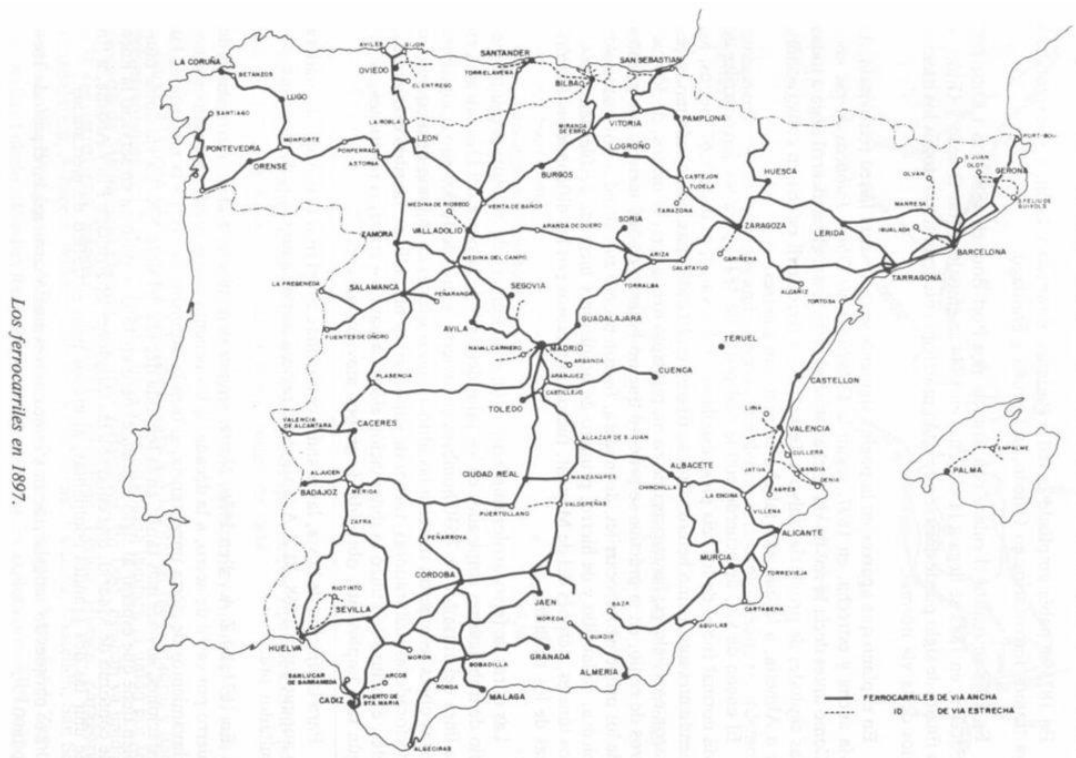 Los ferrocarriles en 1897.
AVILES
GIJON
OVIEDO
EL ENTREGO
SANTANDER
TORRELAVEGA
BILBAO
SAN SEBASTIAN
LA CORUÑA
BETANZOS
LUGO
SANTIAGO
PONTEVEDRA
ORENSE
MONFORTE
PONFERRADA
ASTORGA
LA ROBLA
LEON
MIRANDA DE EBRO
VITORIA
PAMPLONA
LOGROÑO
BURGOS
CASTEJON
TUDELA
TARAZONA
HUESCA
ZARAGOZA
CARIÑENA
LERIDA
OLVAN
MANRESA
IGUALADA
S. JUAN
OLOT
GERONA
PORT-BOU
S. FELIU DE GUIXOLS
BARCELONA
TARRAGONA
TORTOSA
ALCAÑIZ
MEDINA DE RIOSECO
VENTA DE BAÑOS
VALLADOLID
ARANDA DE DUERO
SORIA
ARIZA
CALATAYUD
TORRALBA
ZAMORA
MEDINA DEL CAMPO
LA FREGENEDA
SALAMANCA
PEÑARANDA
SEGOVIA
FUENTES DE OÑORO
AVILA
GUADALAJARA
MADRID
NAVALCARNERO
ARGANDA
TERUEL
PLASENCIA
ARANJUEZ
CUENCA
CASTILLEJO
TOLEDO
CASTELLON
VALENCIA DE ALCANTARA
CACERES
LIRIA
VALENCIA
CULLERA
ALCAZAR DE S. JUAN
JATIVA
GANDIA
DENIA
AGRES
EMPALME
PALMA
ALJUCEN
BADAJOZ
MERIDA
CIUDAD REAL
MANZANARES
ALBACETE
CHINCHILLA
LA ENCINA
VILLENA
ALICANTE
PUERTOLLANO
VALDEPEÑAS
ZAFRA
PEÑARROYA
MURCIA
TORREVIEJA
CARTAGENA
AGUILAS
RIOTINTO
SEVILLA
CORDOBA
JAEN
BAZA
MOREDA
GUADIX
HUELVA
MORON
BOBADILLA
GRANADA
ALMERIA
SANLUCAR DE BARRAMEDA
ARCOS
RONDA
MALAGA
CADIZ
PUERTO DE STA MARIA
ALGECIRAS
FERROCARRILES DE VIA ANCHA
ID DE VIA ESTRECHA